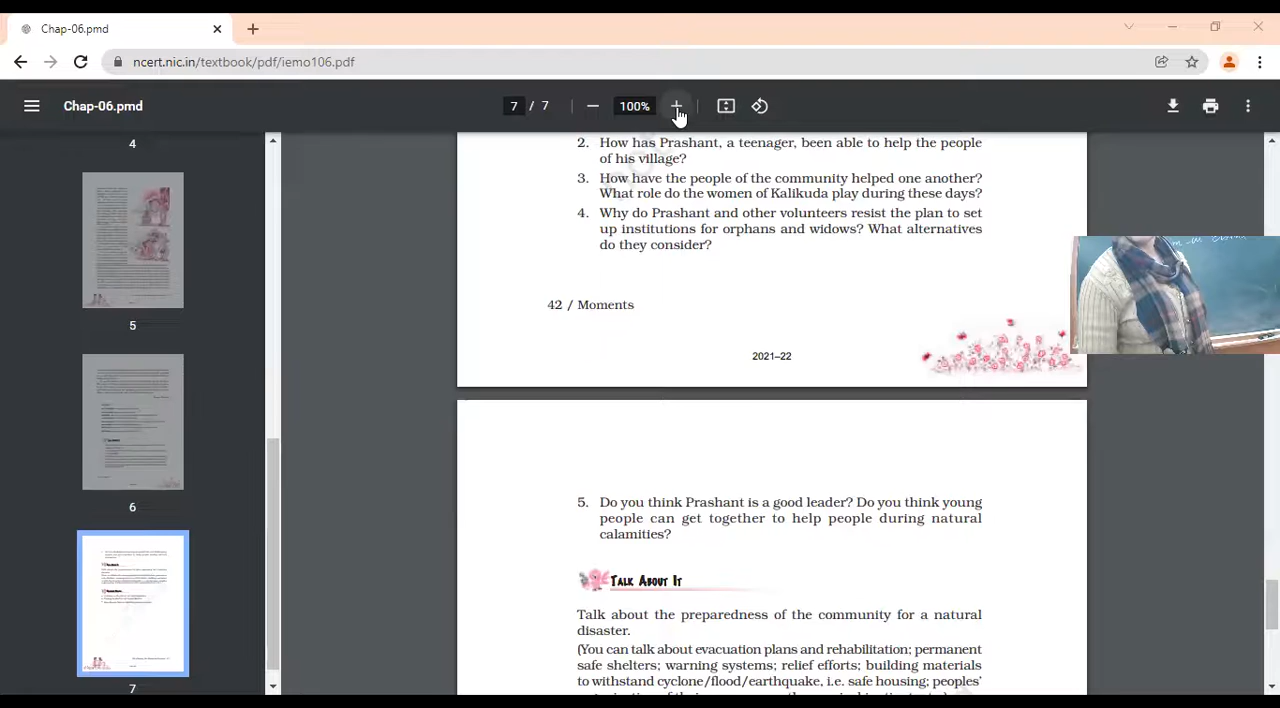 Chap-06.pmd
ncert.nic.in/textbook/pdf/iemo106.pdf
Chap-06.pmd
7 / 7
100%
4
5
6
7
2. How has Prashant, a teenager, been able to help the people
of his village?
3. How have the people of the community helped one another?
What role do the women of Kalikuda play during these days?
4. Why do Prashant and other volunteers resist the plan to set
up institutions for orphans and widows? What alternatives
do they consider?
42 / Moments
2021–22
5. Do you think Prashant is a good leader? Do you think young
people can get together to help people during natural
calamities?
TALK ABOUT IT
Talk about the preparedness of the community for a natural
disaster.
(You can talk about evacuation plans and rehabilitation; permanent
safe shelters; warning systems; relief efforts; building materials
to withstand cyclone/flood/earthquake, i.e. safe housing; peoples'